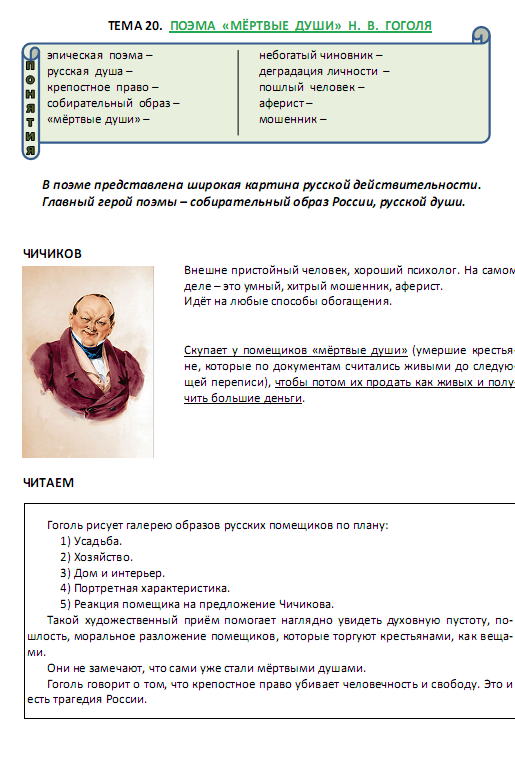 ТЕМА 20. ПОЭМА «МЁРТВЫЕ ДУШИ» Н. В. ГОГОЛЯ
ПОНЯТИЯ
эпическая поэма –
русская душа –
крепостное право –
собирательный образ –
«мёртвые души» –
небогатый чиновник –
деградация личности –
пошлый человек –
аферист –
мошенник –
В поэме представлена широкая картина русской действительности.
Главный герой поэмы – собирательный образ России, русской души.
ЧИЧИКОВ
Внешне пристойный человек, хороший психолог. На самом
деле – это умный, хитрый мошенник, аферист.
Идёт на любые способы обогащения.
Скупает у помещиков «мёртвые души» (умершие крестья-
не, которые по документам считались живыми до следую-
щей переписи), чтобы потом их продать как живых и полу-
чить большие деньги.
ЧИТАЕМ
Гоголь рисует галерею образов русских помещиков по плану:
1) Усадьба.
2) Хозяйство.
3) Дом и интерьер.
4) Портретная характеристика.
5) Реакция помещика на предложение Чичикова.
Такой художественный приём помогает наглядно увидеть духовную пустоту, по-
шлость, моральное разложение помещиков, которые торгуют крестьянами, как веща-
ми.
Они не замечают, что сами уже стали мёртвыми душами.
Гоголь говорит о том, что крепостное право убивает человечность и свободу. Это и
есть трагедия России.